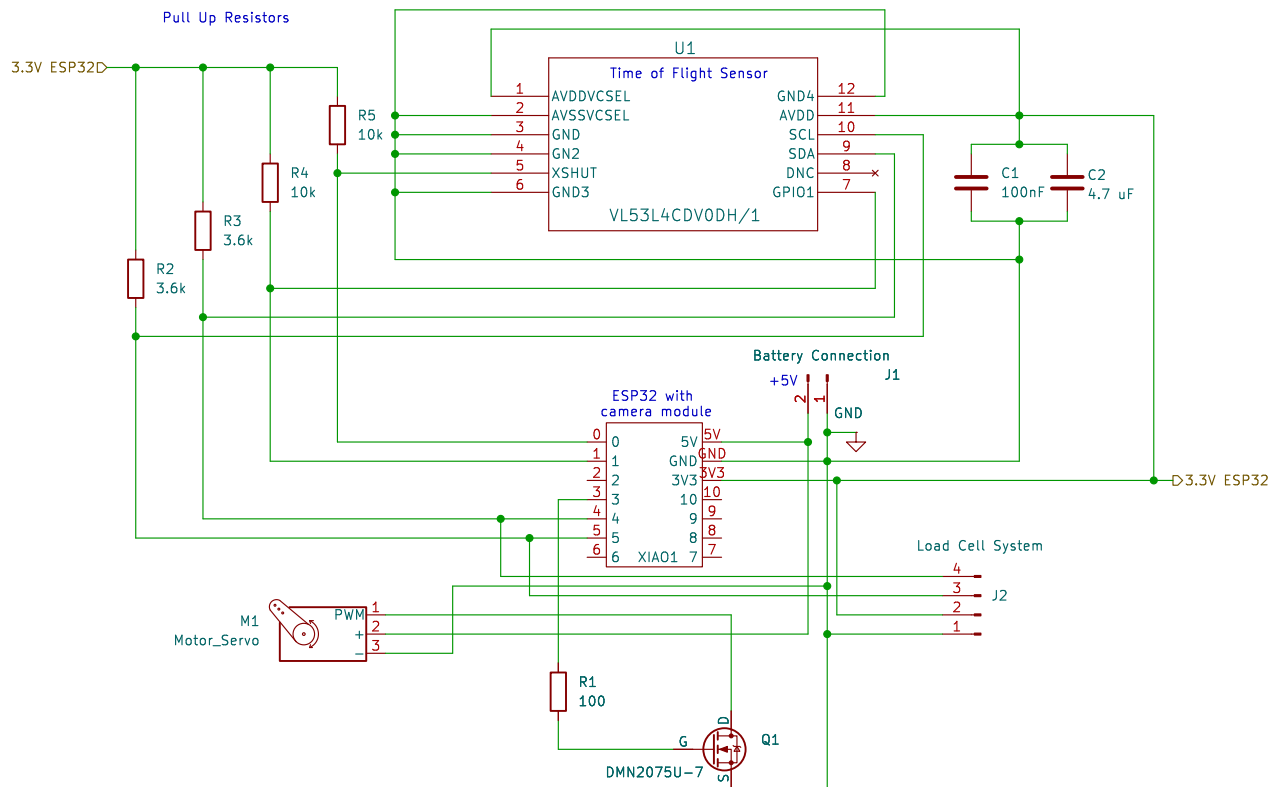 Pull Up Resistors
3.3V ESP32
U1
Time of Flight Sensor
1 AVDDVCSEL GND4 12
2 AVSSVCSEL AVDD 11
3 GND SCL 10
4 GN2 SDA 9
5 XSHUT DNC 8
6 GND3 GPIO1 7
VL53L4CDV0DH/1
R5
10k
R4
10k
R3
3.6k
R2
3.6k
C1
100nF
C2
4.7 uF
Battery Connection
J1
+5V
2
1
GND
ESP32 with
camera module
0 0 5V 5V
1 1 GND GND
2 2 3V3 3V3
3 3 10 10
4 4 9 9
5 5 8 8
6 6 XIAO1 7 7
3.3V ESP32
Load Cell System
4
3
2
1
J2
M1
Motor_Servo
PWM 1
+ 2
− 3
R1
100
D
G
S
Q1
DMN2075U-7